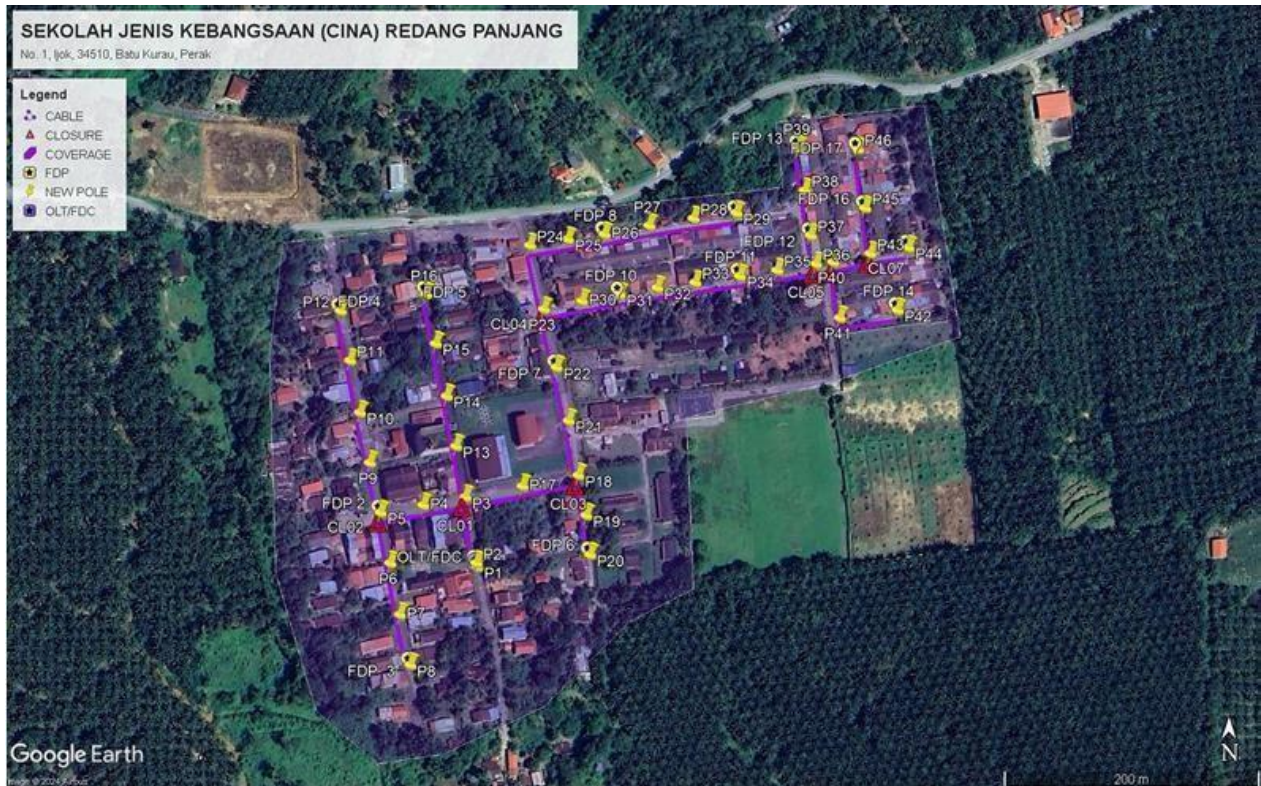 SEKOLAH JENIS KEBANGSAAN (CINA) REDANG PANJANG
No. 1, Ijok, 34510, Batu Kurau, Perak
Legend
CABLE
CLOSURE
COVERAGE
FDP
NEW POLE
OLT/FDC
P39
FDP 13
FDP 17
P46
P38
FDP 16
P45
FDP 8
P27
P28
P29
P24
P25
P26
FDP 12
P37
P43
P44
FDP 11
P35
P36
CL07
P16
FDP 5
FDP 10
P33
P34
P40
CL05
P12
FDP 4
P30
P31
P32
FDP 14
CL04
P23
P41
P42
P15
P11
FDP 7
P22
P14
P10
P21
P13
P9
P17
P18
FDP 2
P4
P3
CL03
CL02
P5
CL01
P19
FDP 6
P20
OLT/FDC
P2
P6
P1
P7
FDP 3
P8
Google Earth
N
200 m